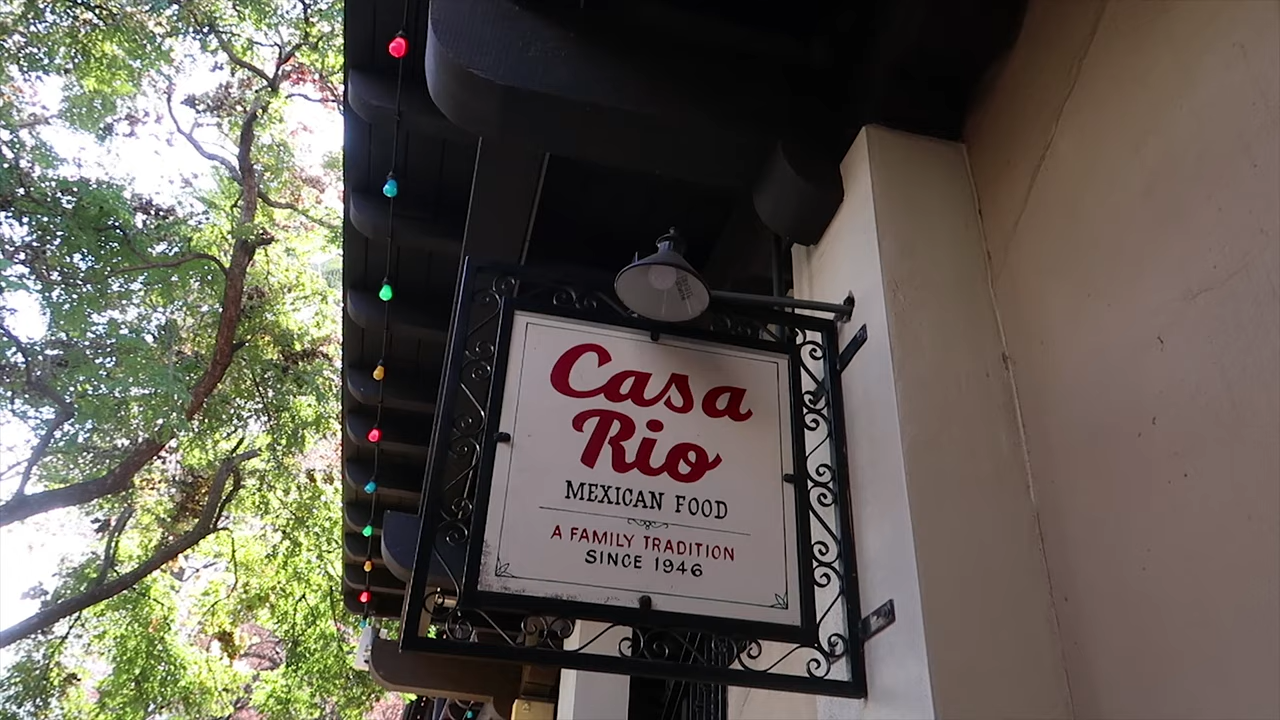 Casa
Rio
MEXICAN FOOD
A FAMILY TRADITION
SINCE 1946